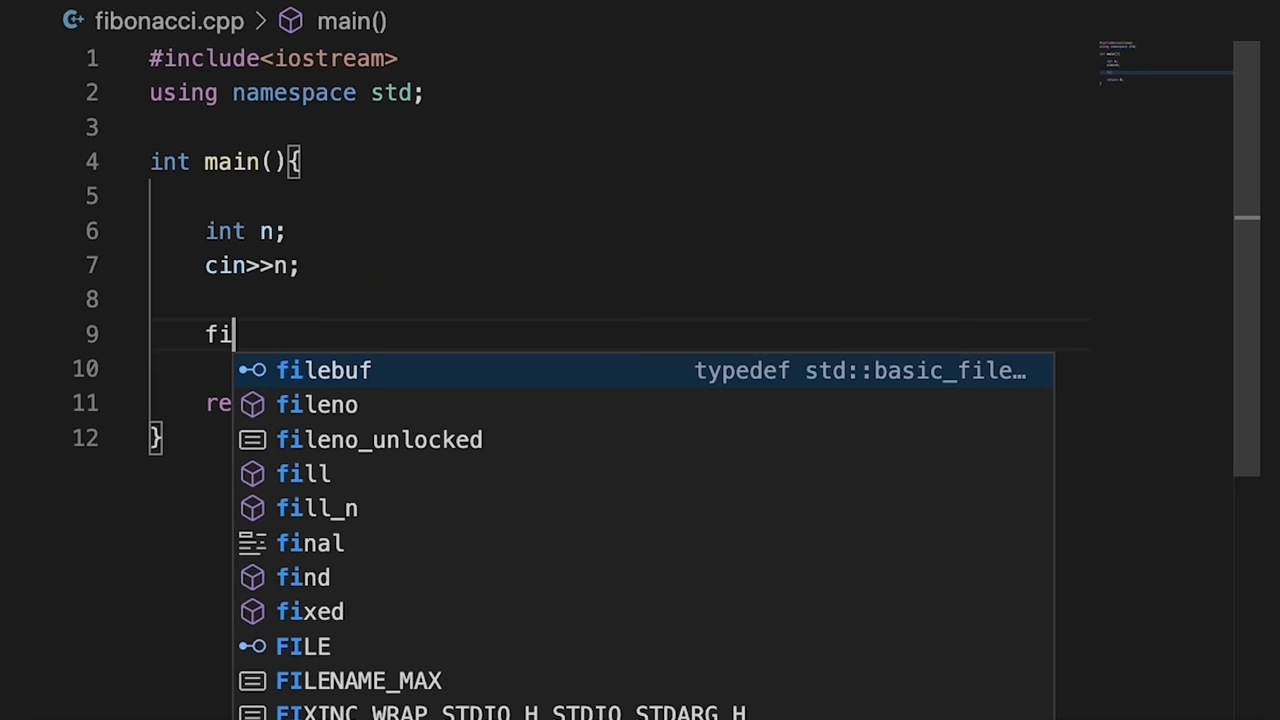 fibonacci.cpp > main()
1 #include<iostream>
2 using namespace std;
3
4 int main(){
5
6 int n;
7 cin>>n;
8
9 fi
filebuf typedef std::basic_file…
10
fileno
11 re
fileno_unlocked
12 }
fill
fill_n
final
find
fixed
FILE
FILENAME_MAX
FIXINC_WRAP_STDIO_H_STDIO_STDARG_H